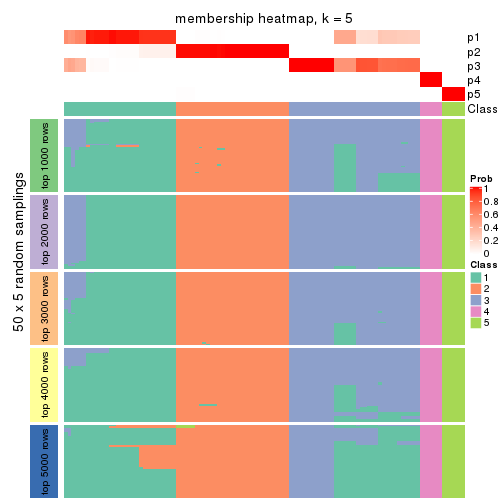 membership heatmap, k = 5
p1
p2
p3
p4
p5
Class
50 x 5 random samplings
top 1000 rows
top 2000 rows
top 3000 rows
top 4000 rows
top 5000 rows
Prob
1
0.8
0.6
0.4
0.2
0
Class
1
2
3
4
5